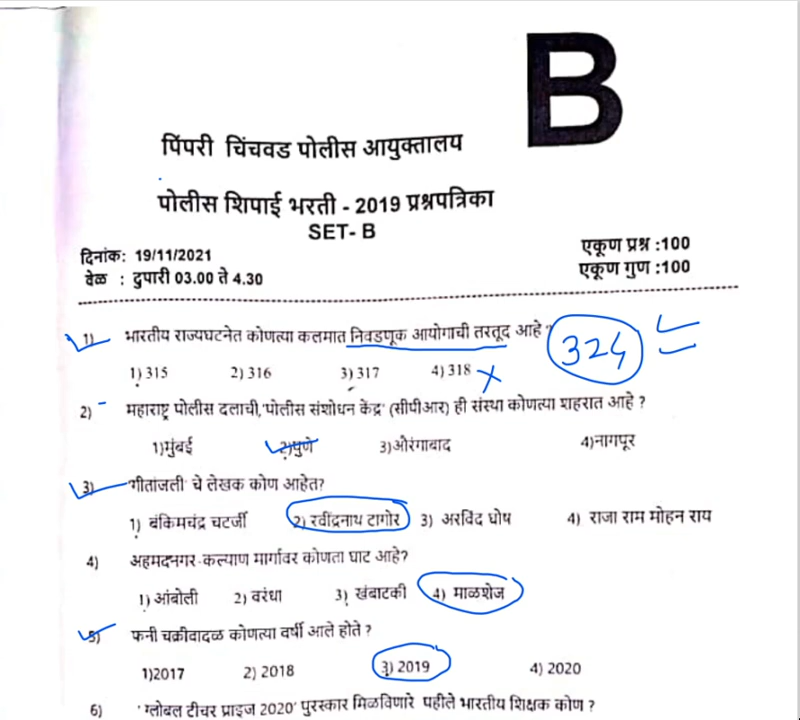 B
पिंपरी चिंचवड पोलीस आयुक्तालय
पोलीस शिपाई भरती - 2019 प्रश्नपत्रिका
SET- B
दिनांक: 19/11/2021 एकूण प्रश्न :100
वेळ : दुपारी 03.00 ते 4.30 एकूण गुण :100
1) भारतीय राज्यघटनेत कोणत्या कलमात निवडणूक आयोगाची तरतूद आहे 324
1) 315 2) 316 3) 317 4) 318
2) महाराष्ट्र पोलीस दलाची,'पोलीस संशोधन केंद्र' (सीपीआर) ही संस्था कोणत्या शहरात आहे ?
1)मुंबई 2)पुणे 3)औरंगाबाद 4)नागपूर
3) 'गीतांजली' चे लेखक कोण आहेत?
1) बंकिमचंद्र चटर्जी 2) रवींद्रनाथ टागोर 3) अरविंद घोष 4) राजा राम मोहन राय
4) अहमदनगर-कल्याण मार्गावर कोणता घाट आहे?
1) आंबोली 2) वरंधा 3) खंबाटकी 4) माळशेज
5) फनी चक्रीवादळ कोणत्या वर्षी आले होते ?
1)2017 2) 2018 3) 2019 4) 2020
6) 'ग्लोबल टीचर प्राइज 2020' पुरस्कार मिळविणारे पहीले भारतीय शिक्षक कोण ?